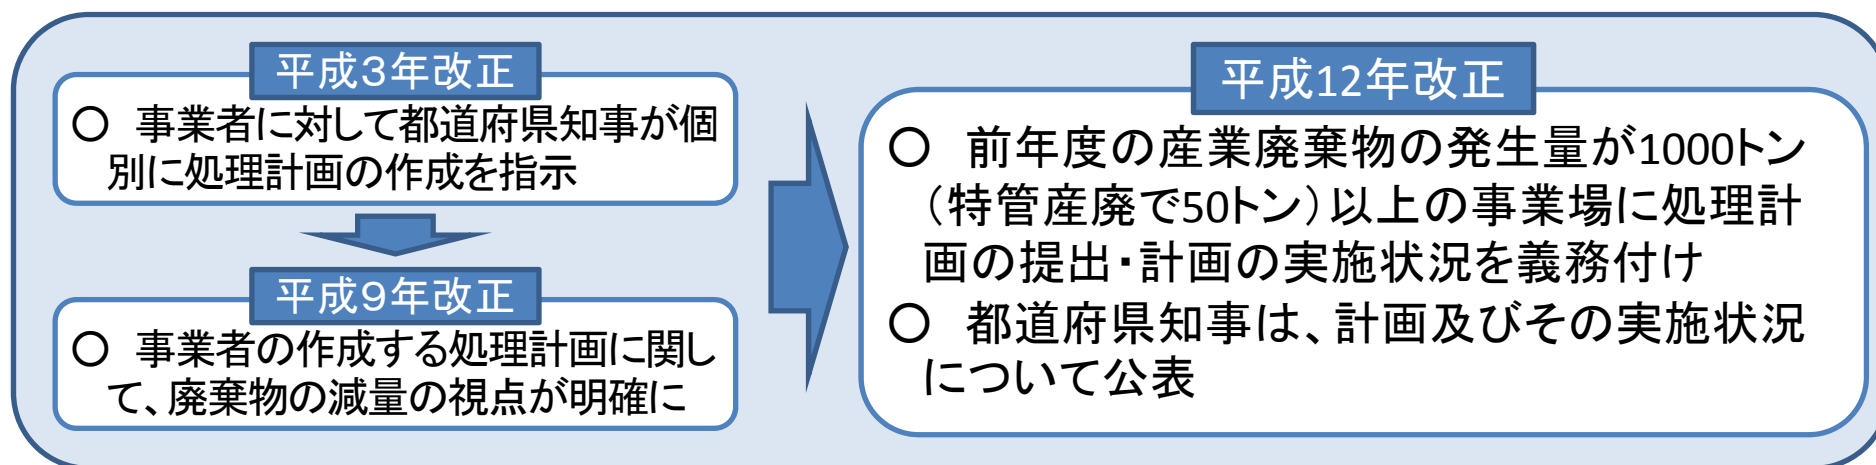 平成3年改正
○ 事業者に対して都道府県知事が個
別に処理計画の作成を指示
平成9年改正
○ 事業者の作成する処理計画に関し
て、廃棄物の減量の視点が明確に
平成12年改正
○ 前年度の産業廃棄物の発生量が1000トン
（特管産廃で50トン）以上の事業場に処理計
画の提出・計画の実施状況を義務付け
○ 都道府県知事は、計画及びその実施状況
について公表